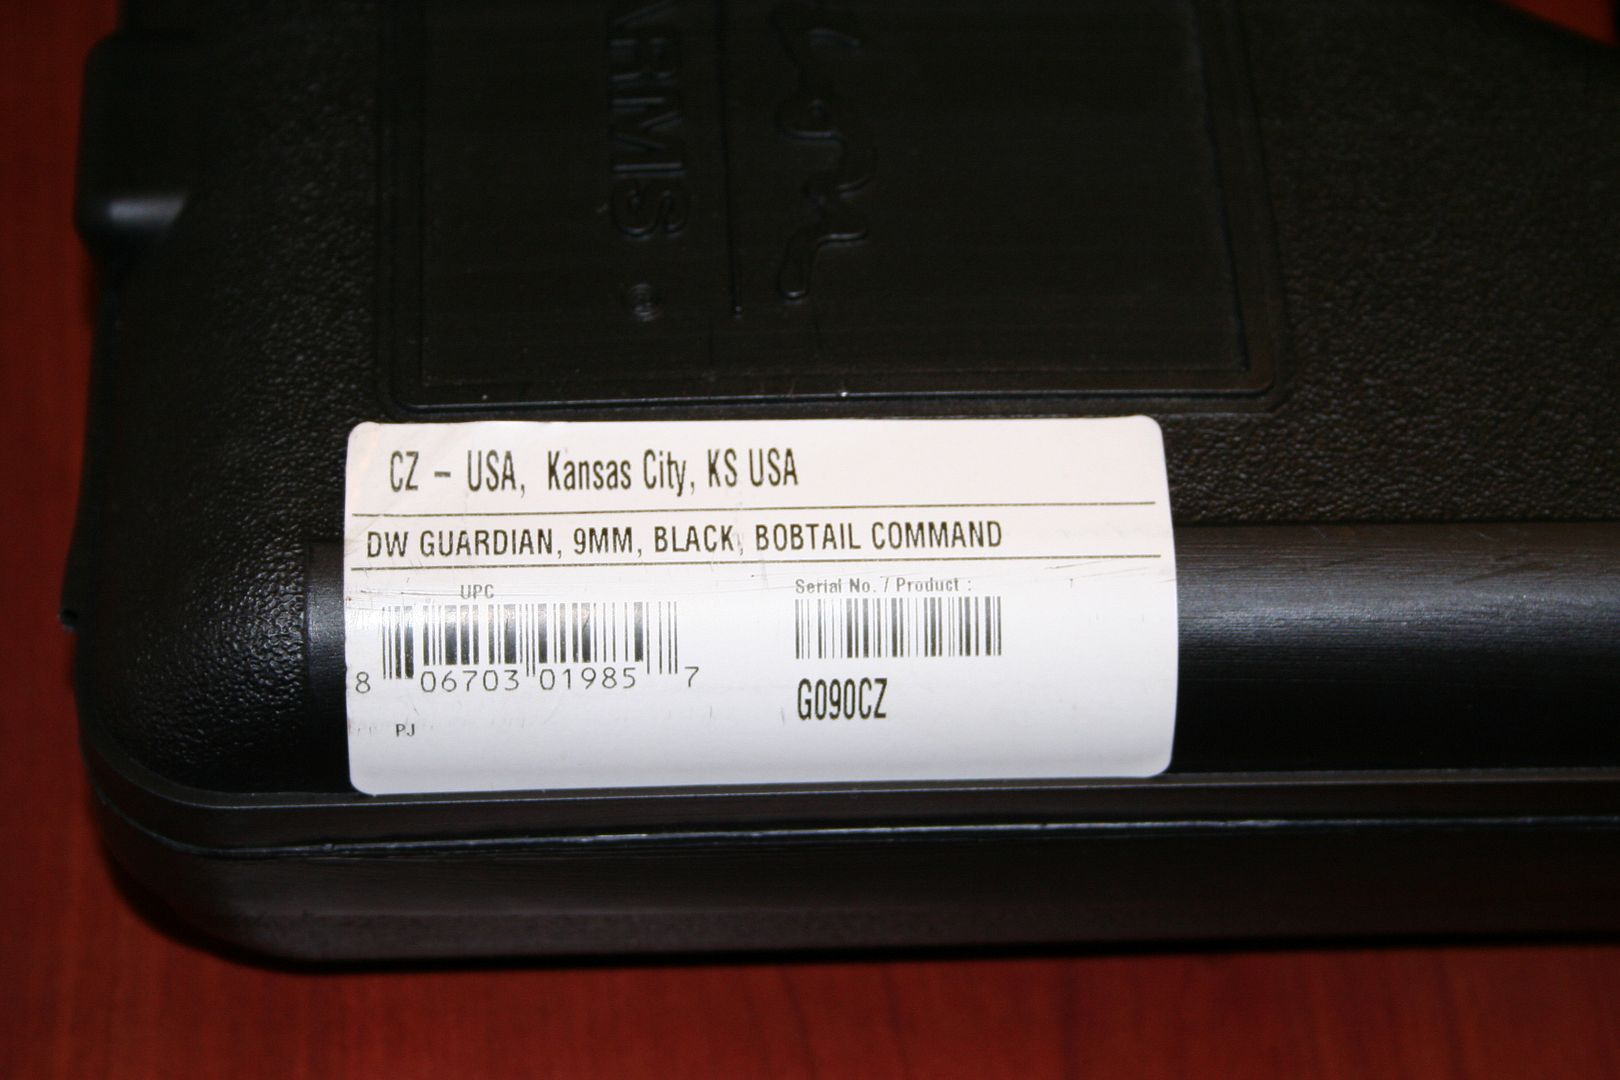 ARMS
CZ - USA, Kansas City, KS USA
DW GUARDIAN, 9MM, BLACK, BOBTAIL COMMAND
UPC
Serial No. / Product :
8 06703 01985 7
G090CZ
PJ